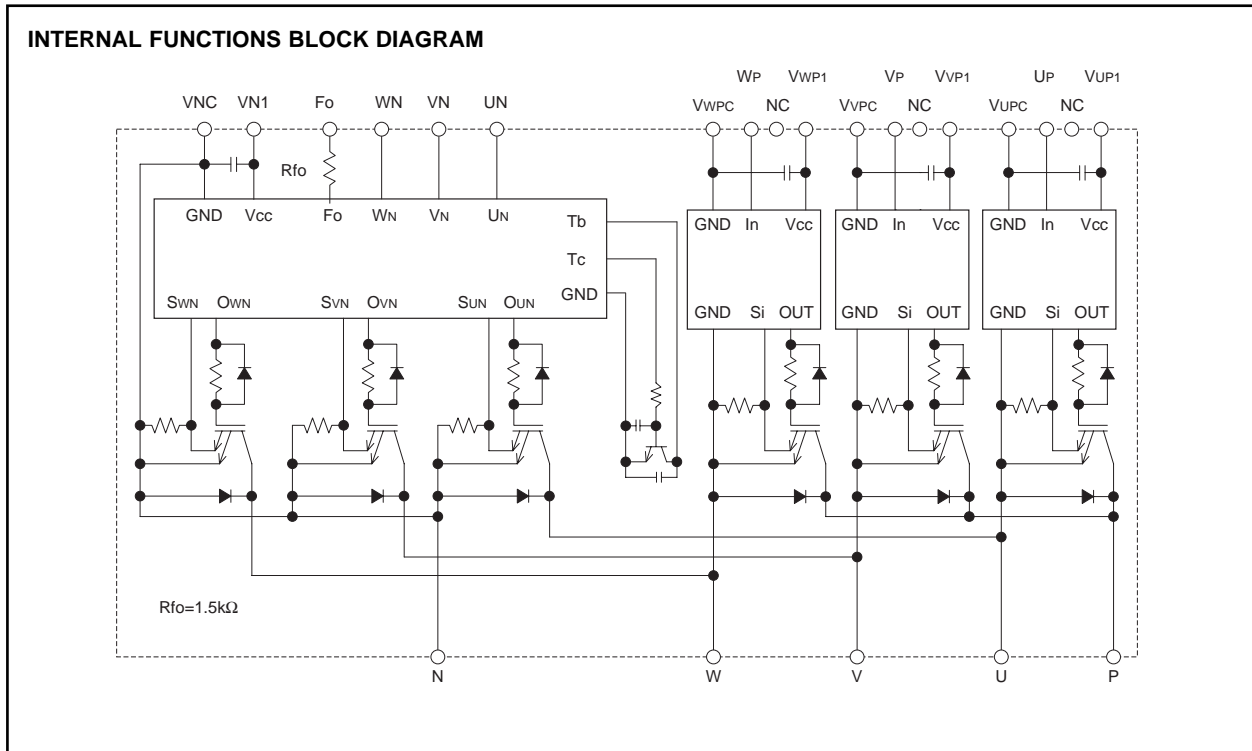 INTERNAL FUNCTIONS BLOCK DIAGRAM
WP VWP1 VP VVP1 UP VUP1
VNC VN1 Fo WN VN UN VWPC NC VVPC NC VUPC NC
Rfo
GND Vcc Fo WN VN UN Tb
GND In Vcc GND In Vcc GND In Vcc
Tc
GND
SWN OWN SVN OVN SUN OUN
GND Si OUT GND Si OUT GND Si OUT
Rfo=1.5kΩ
N W V U P